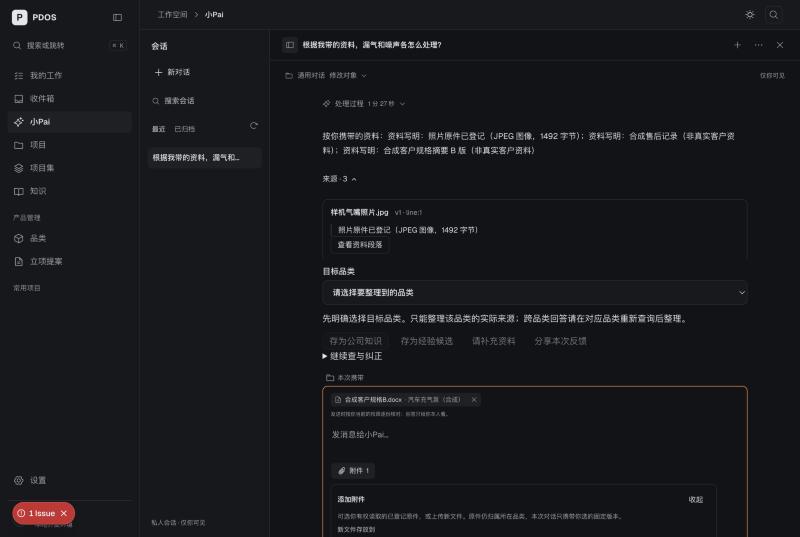 P PDOS
搜索或跳转 ⌘ K
我的工作
收件箱
小Pai
项目
项目集
知识
产品管理
品类
立项提案
常用项目
设置
1 Issue
工作空间 > 小Pai
会话
新对话
搜索会话
最近 已归档
根据我带的资料，漏气和...
私人会话 · 仅你可见
根据我带的资料，漏气和噪声各怎么处理?
通用对话 修改对象
仅你可见
处理过程 1 分 27 秒
按你携带的资料：资料写明：照片原件已登记（JPEG 图像，1492 字节）；资料写明：合成售后记录（非真实客户资
料）；资料写明：合成客户规格摘要 B 版（非真实客户资料）
来源 · 3
样机气嘴照片.jpg v1 · line:1
照片原件已登记（JPEG 图像，1492 字节）
查看资料段落
目标品类
请选择要整理到的品类
先明确选择目标品类。只能整理该品类的实际来源；跨品类回答请在对应品类重新查询后整理。
存为公司知识 存为经验候选 请补充资料 分享本次反馈
继续查与纠正
本次携带
合成客户规格B.docx · 汽车充气泵（合成）
发消息给小Pai...
附件 1
添加附件 收起
可选你有权读取的已登记原件，或上传新文件。原件仍归属所在品类，本次对话只携带你选的固定版本。
新文件存放到